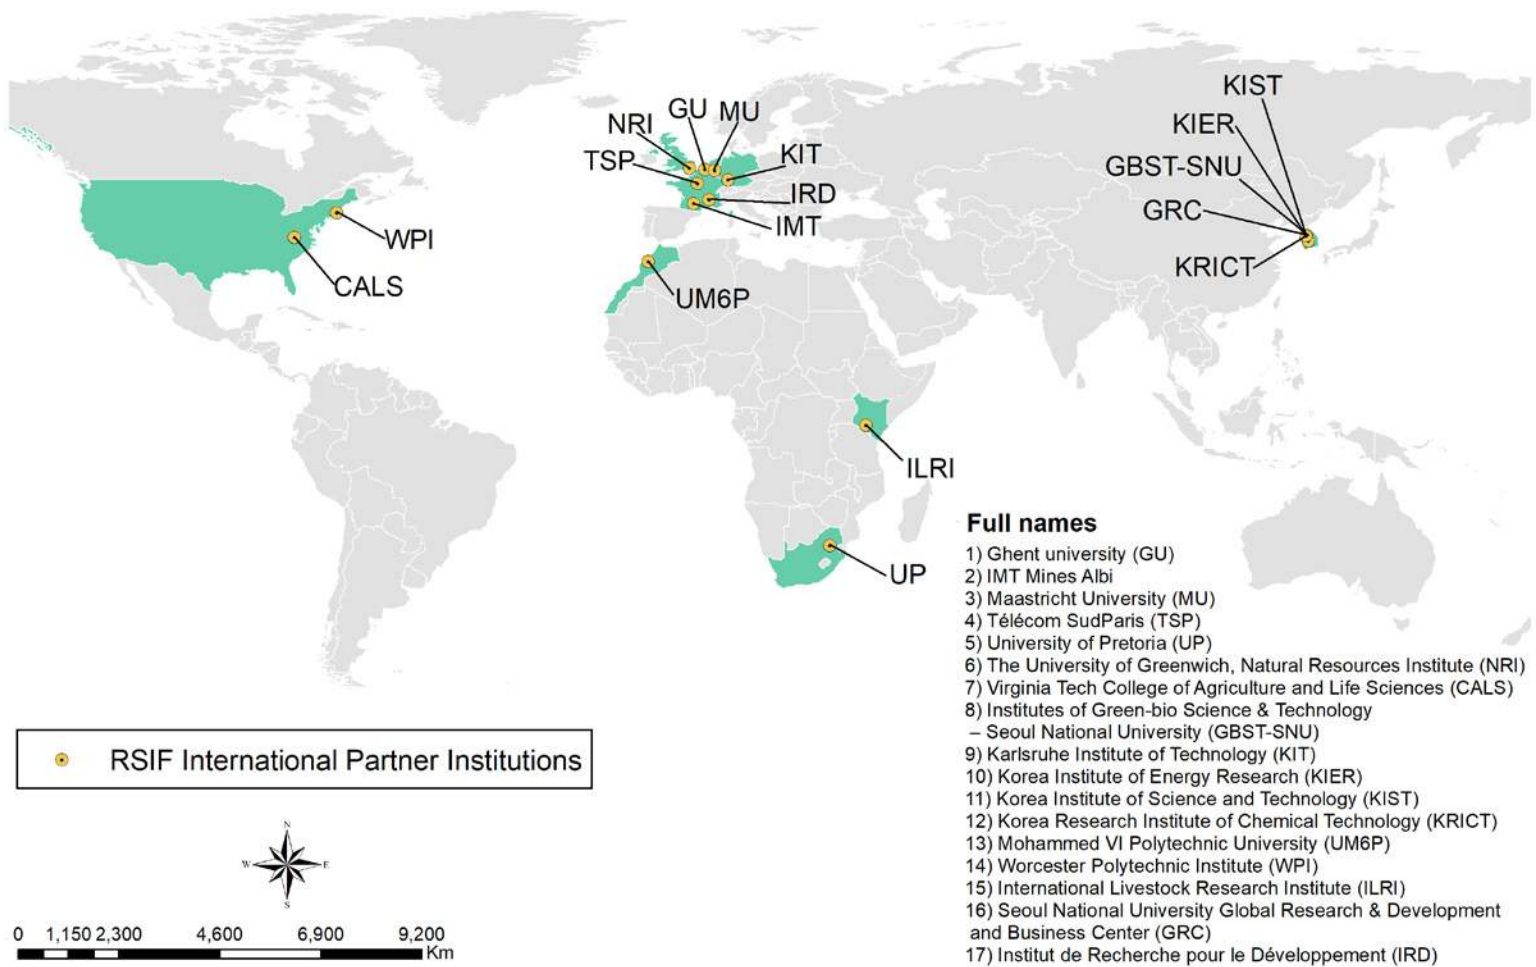 KIST
KIER
GBST-SNU
GRC
KRICT
GU MU
NRI
TSP
KIT
IRD
IMT
WPI
CALS
UM6P
ILRI
UP
Full names
1) Ghent university (GU)
2) IMT Mines Albi
3) Maastricht University (MU)
4) Télécom SudParis (TSP)
5) University of Pretoria (UP)
6) The University of Greenwich, Natural Resources Institute (NRI)
7) Virginia Tech College of Agriculture and Life Sciences (CALS)
8) Institutes of Green-bio Science & Technology
– Seoul National University (GBST-SNU)
9) Karlsruhe Institute of Technology (KIT)
10) Korea Institute of Energy Research (KIER)
11) Korea Institute of Science and Technology (KIST)
12) Korea Research Institute of Chemical Technology (KRICT)
13) Mohammed VI Polytechnic University (UM6P)
14) Worcester Polytechnic Institute (WPI)
15) International Livestock Research Institute (ILRI)
16) Seoul National University Global Research & Development
and Business Center (GRC)
17) Institut de Recherche pour le Développement (IRD)
RSIF International Partner Institutions
N
W E
S
0 1,150 2,300 4,600 6,900 9,200
Km